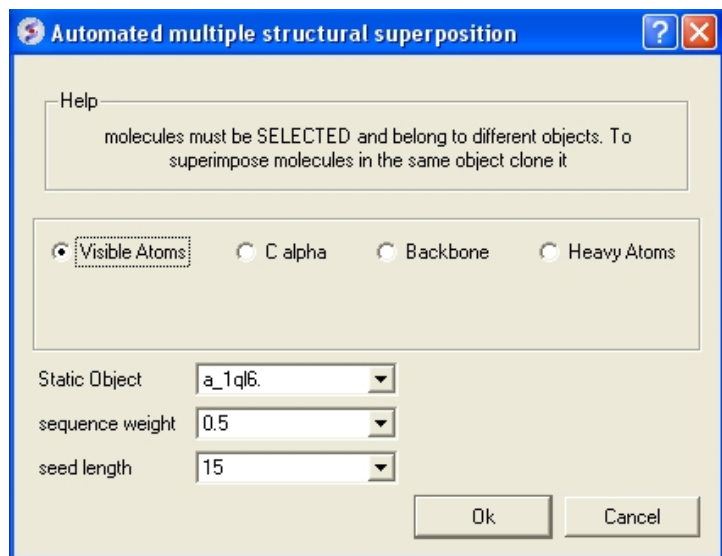 Automated multiple structural superposition
Help
molecules must be SELECTED and belong to different objects. To
superimpose molecules in the same object clone it
Visible Atoms C alpha Backbone Heavy Atoms
Static Object a_1ql6.
sequence weight 0.5
seed length 15
Ok Cancel